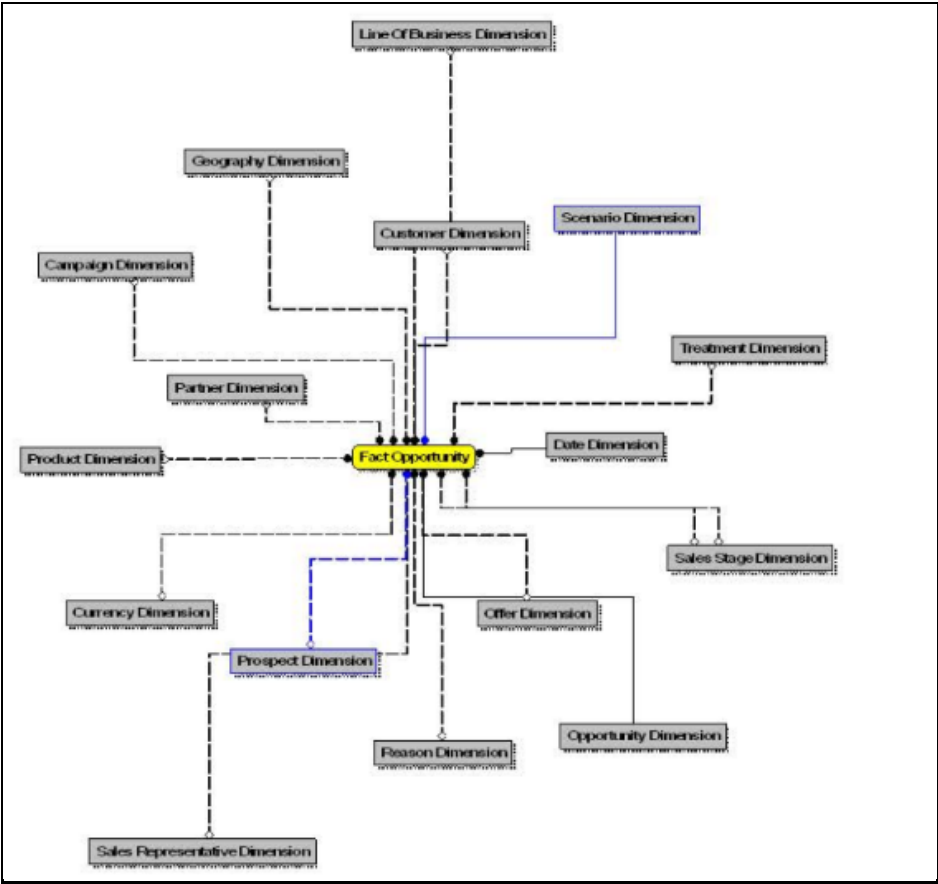 Line Of Business Dimension
Geography Dimension
Scenario Dimension
Customer Dimension
Campaign Dimension
Treatment Dimension
Partner Dimension
Date Dimension
Fact Opportunity
Product Dimension
Sales Stage Dimension
Currency Dimension
Offer Dimension
Prospect Dimension
Opportunity Dimension
Reason Dimension
Sales Representative Dimension